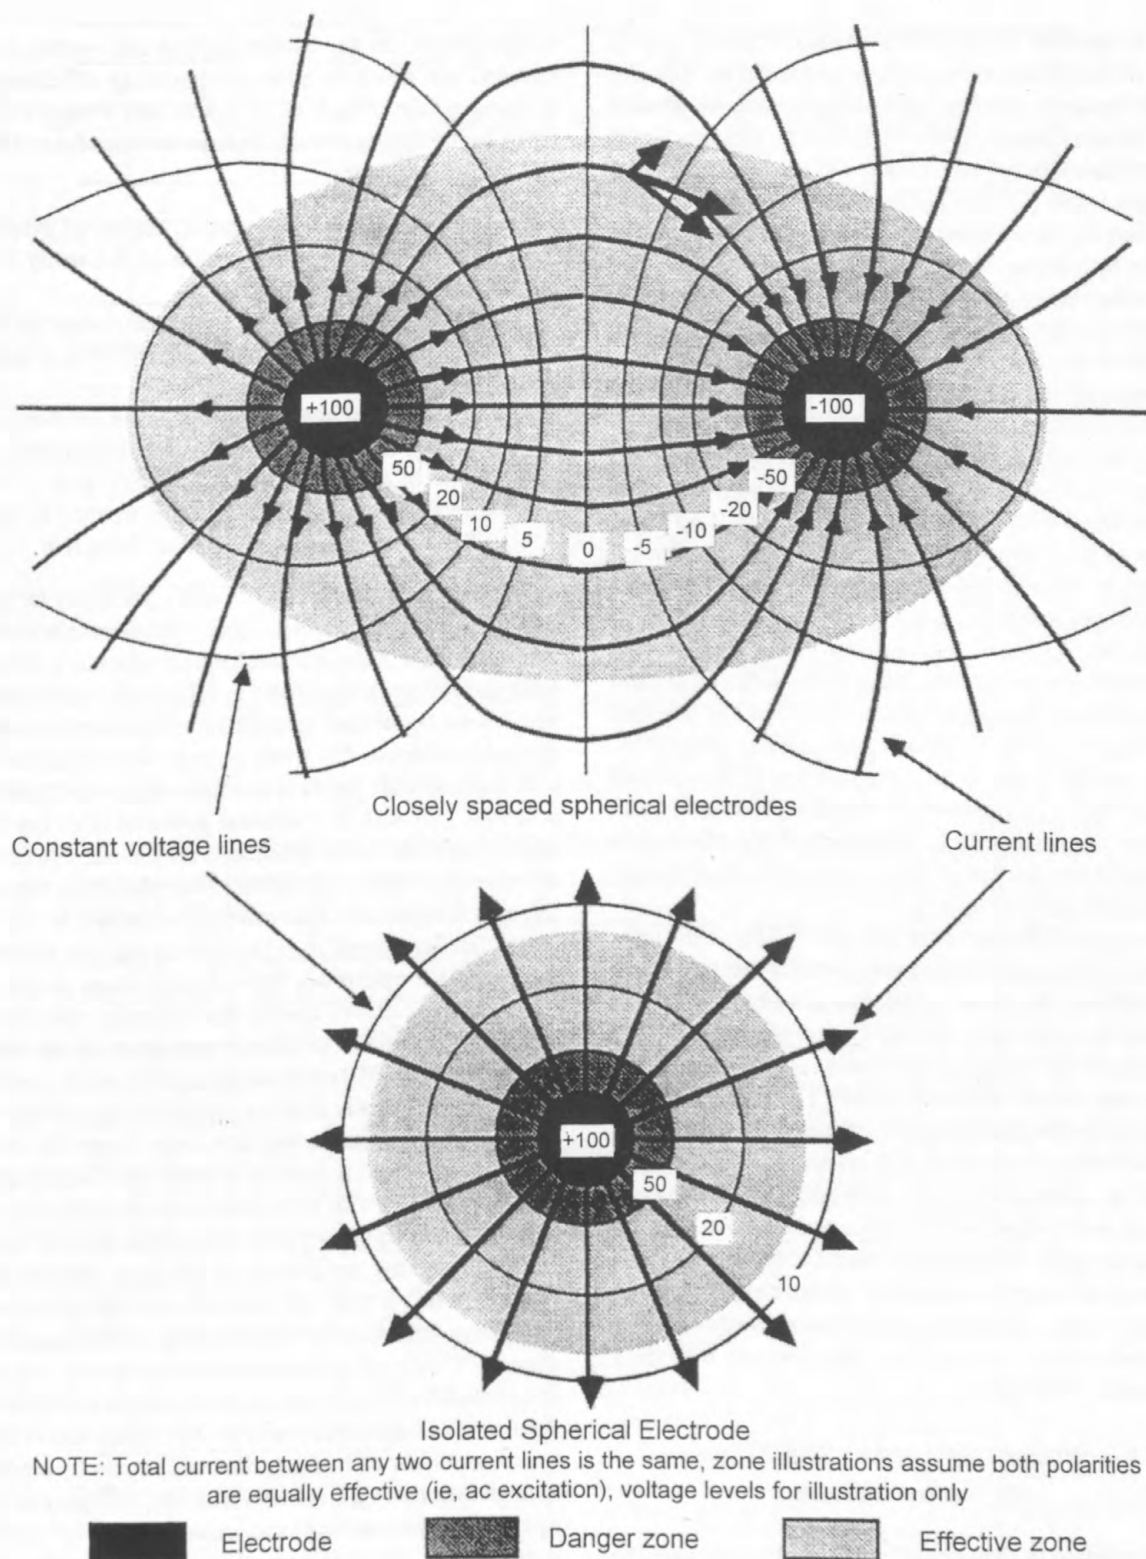 +100
-100
50
-50
20
-20
10
-10
5
0
-5
Closely spaced spherical electrodes
Constant voltage lines
Current lines
+100
50
20
10
Isolated Spherical Electrode
NOTE: Total current between any two current lines is the same, zone illustrations assume both polarities
are equally effective (ie, ac excitation), voltage levels for illustration only
Electrode
Danger zone
Effective zone